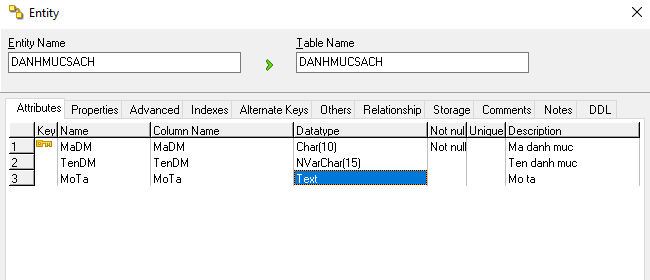 Entity
Entity Name
Table Name
DANHMUCSACH
DANHMUCSACH
Attributes Properties Advanced Indexes Alternate Keys Others Relationship Storage Comments Notes DDL
Key Name Column Name Datatype Not nul Unique Description
1 MaDM MaDM Char(10) Not null Ma danh muc
2 TenDM TenDM NVarChar(15) Ten danh muc
3 MoTa MoTa Text Mo ta